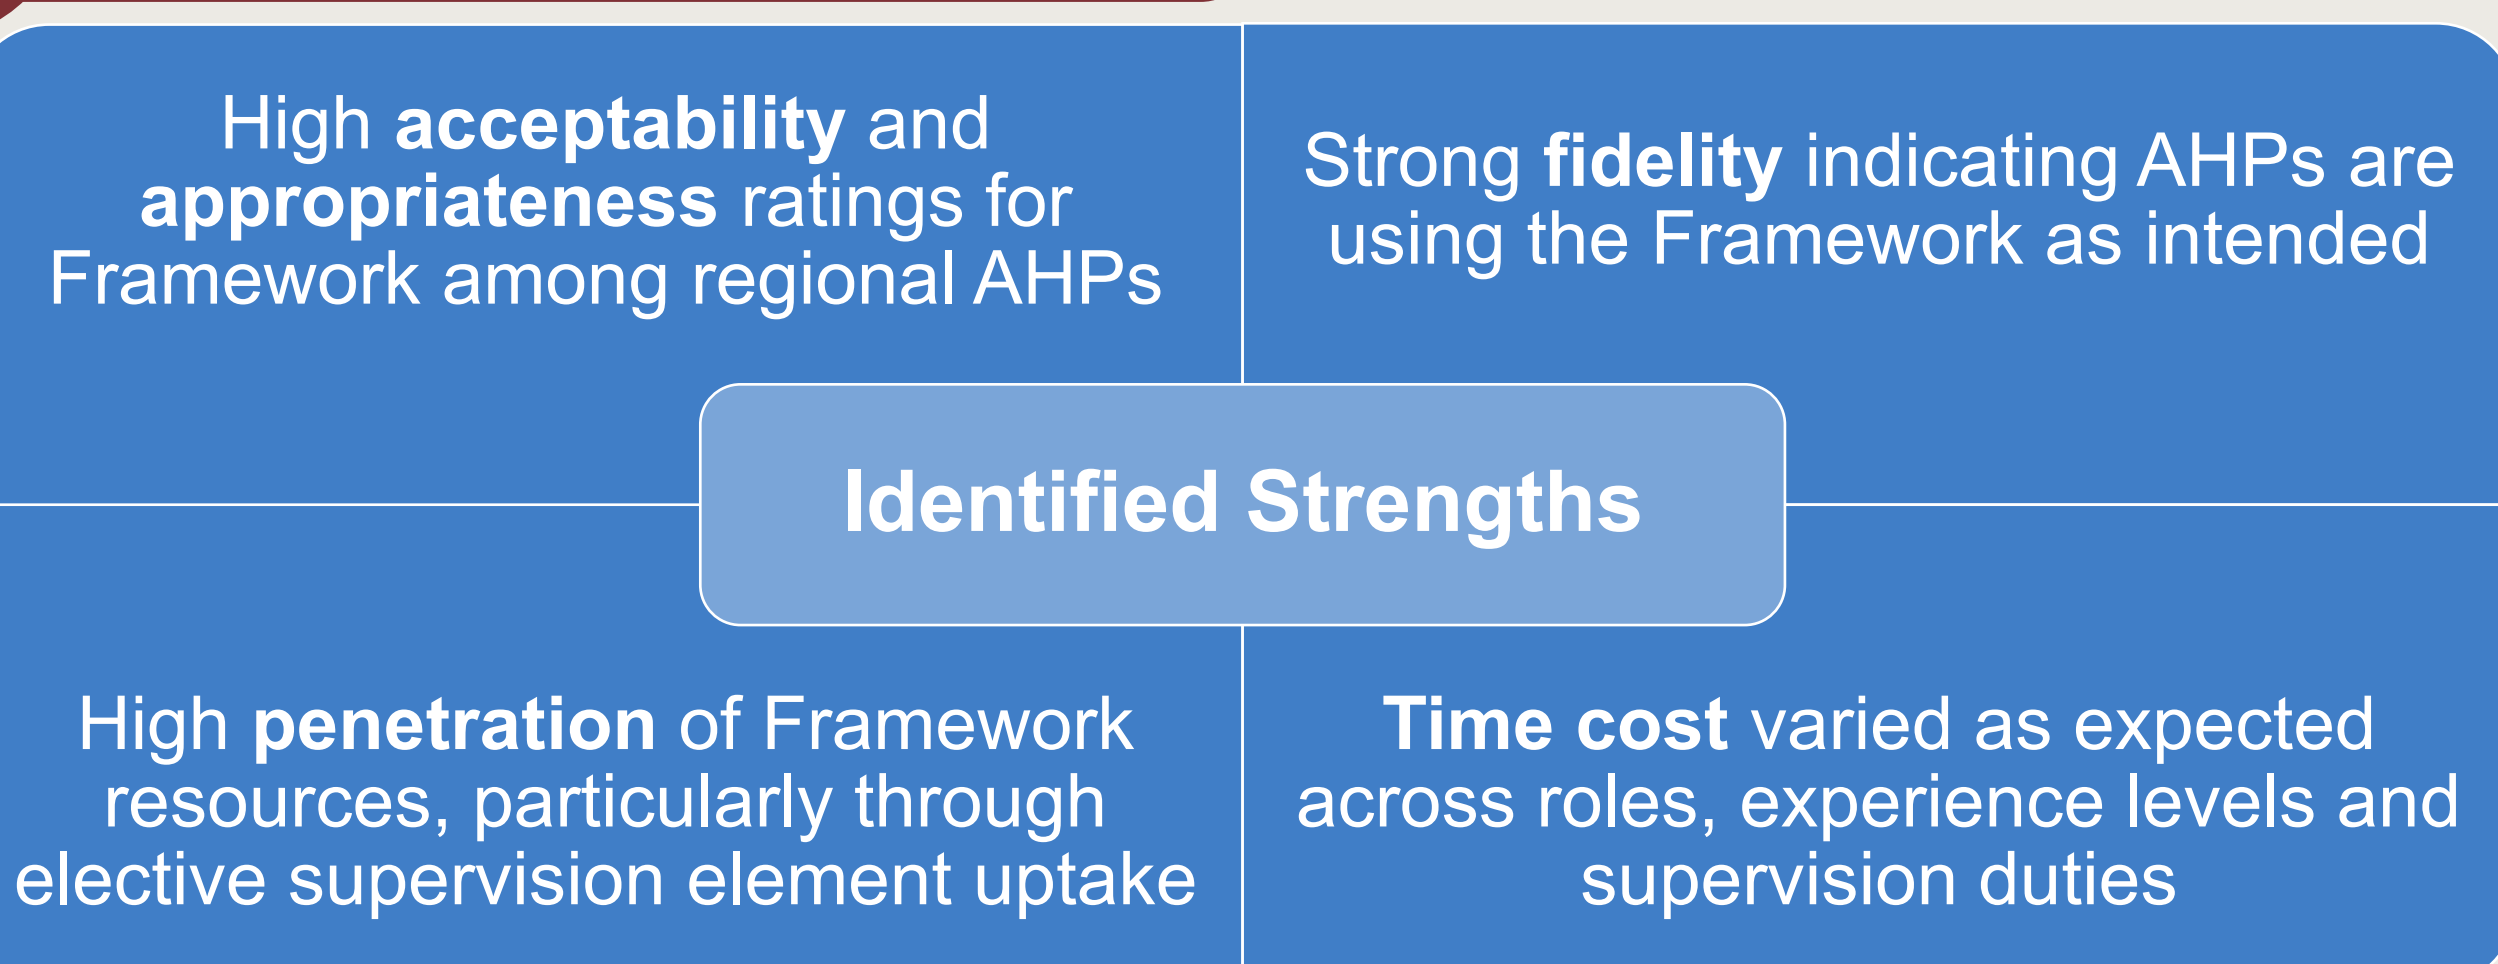 High acceptability and
appropriateness ratings for
Framework among regional AHPs
Strong fidelity indicating AHPs are
using the Framework as intended
Identified Strengths
High penetration of Framework
resources, particularly through
elective supervision element uptake
Time cost varied as expected
across roles, experience levels and
supervision duties